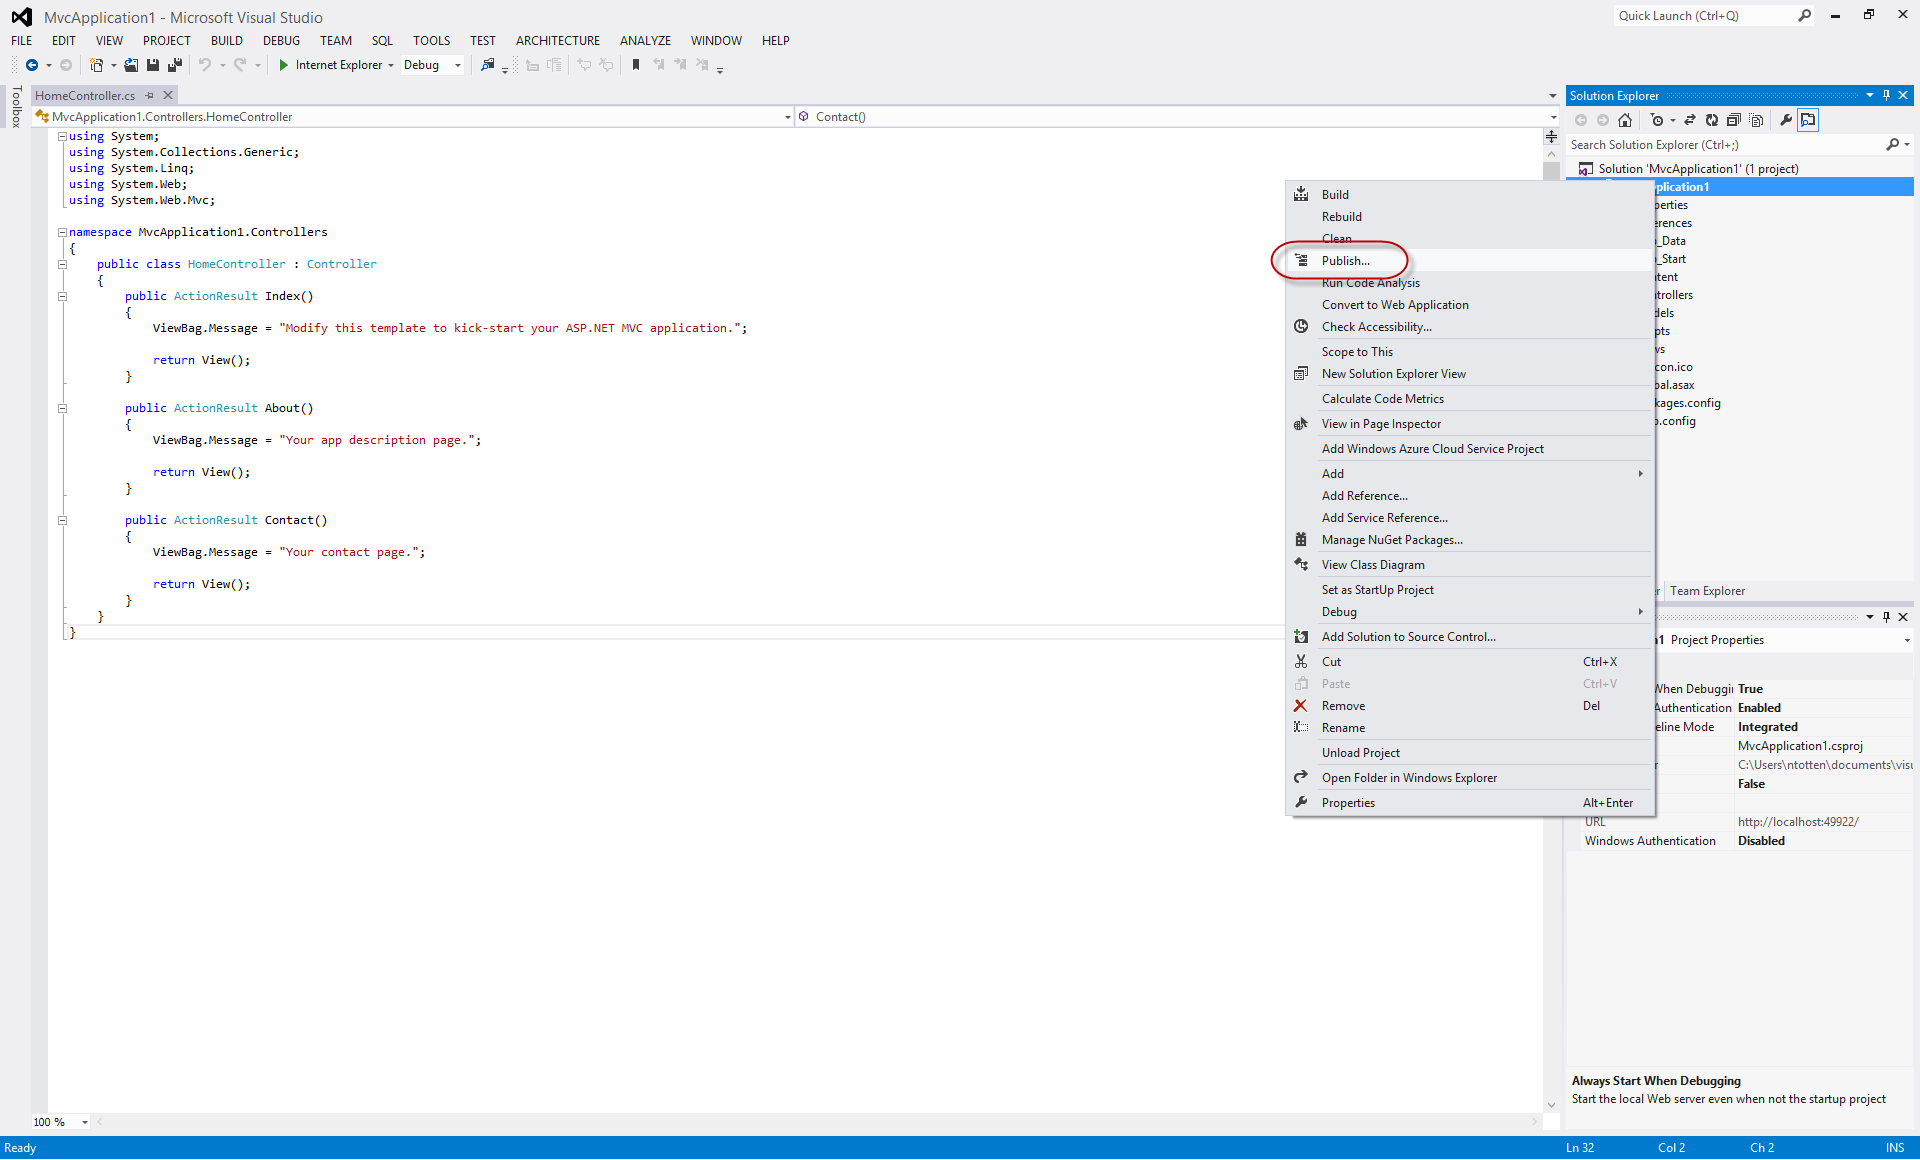 MvcApplication1 - Microsoft Visual Studio
Quick Launch (Ctrl+Q)
FILE EDIT VIEW PROJECT BUILD DEBUG TEAM SQL TOOLS TEST ARCHITECTURE ANALYZE WINDOW HELP
Internet Explorer Debug
Toolbox
HomeController.cs
MvcApplication1.Controllers.HomeController
Contact()
using System;
using System.Collections.Generic;
using System.Linq;
using System.Web;
using System.Web.Mvc;
namespace MvcApplication1.Controllers
{
public class HomeController : Controller
{
public ActionResult Index()
{
ViewBag.Message = "Modify this template to kick-start your ASP.NET MVC application.";
return View();
}
public ActionResult About()
{
ViewBag.Message = "Your app description page.";
return View();
}
public ActionResult Contact()
{
ViewBag.Message = "Your contact page.";
return View();
}
}
}
100 %
Build
Rebuild
Clean
Publish...
Run Code Analysis
Convert to Web Application
Check Accessibility...
Scope to This
New Solution Explorer View
Calculate Code Metrics
View in Page Inspector
Add Windows Azure Cloud Service Project
Add
Add Reference...
Add Service Reference...
Manage NuGet Packages...
View Class Diagram
Set as StartUp Project
Debug
Add Solution to Source Control...
Cut Ctrl+X
Paste Ctrl+V
Remove Del
Rename
Unload Project
Open Folder in Windows Explorer
Properties Alt+Enter
Solution Explorer
Search Solution Explorer (Ctrl+;)
Solution 'MvcApplication1' (1 project)
plication1
perties
erences
_Data
_Start
ntent
ntrollers
dels
pts
ws
con.ico
bal.asax
kages.config
b.config
r Team Explorer
n1 Project Properties
When Debuggi True
Authentication Enabled
eline Mode Integrated
MvcApplication1.csproj
r C:\Users\ntotten\documents\visu
False
URL http://localhost:49922/
Windows Authentication Disabled
Always Start When Debugging
Start the local Web server even when not the startup project
Ready
Ln 32 Col 2 Ch 2 INS